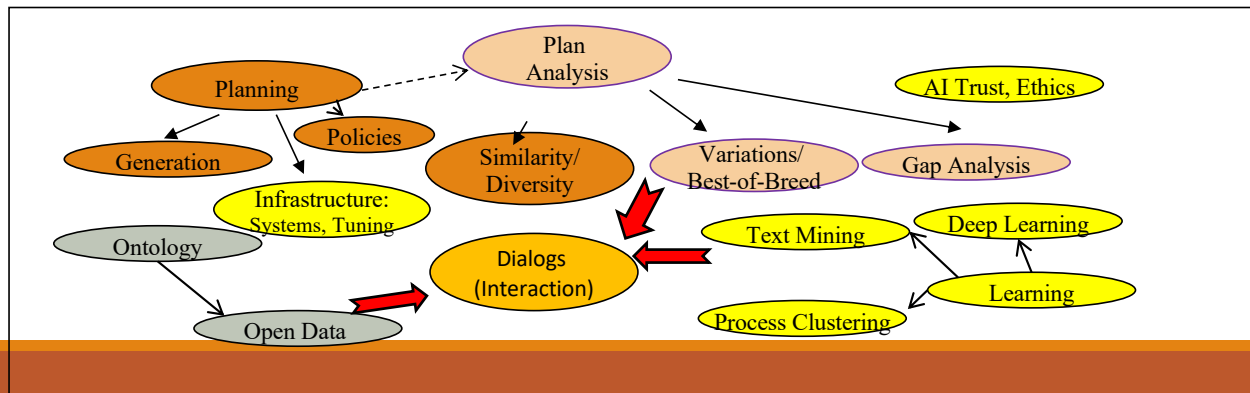 Plan
Analysis
Planning
AI Trust, Ethics
Policies
Generation
Similarity/
Diversity
Variations/
Best-of-Breed
Gap Analysis
Infrastructure:
Systems, Tuning
Ontology
Text Mining
Deep Learning
Dialogs
(Interaction)
Learning
Open Data
Process Clustering